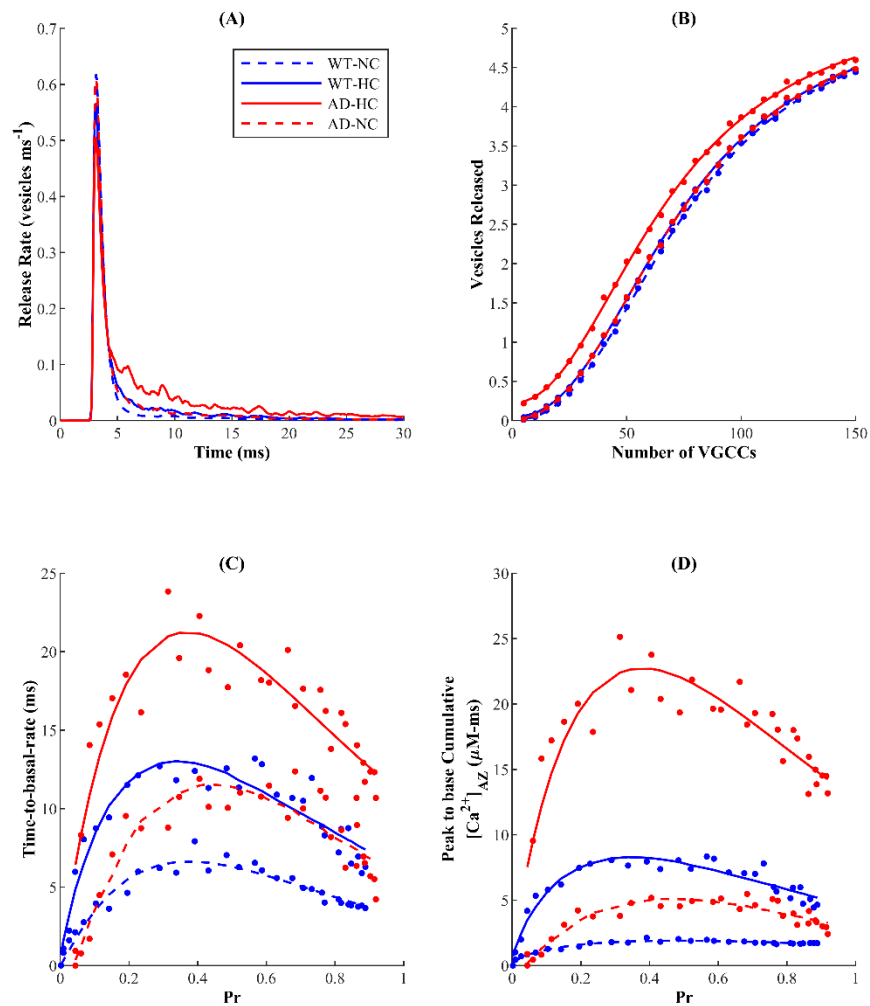 (A)
Release Rate (vesicles ms-1)
0.7
0.6
0.5
0.4
0.3
0.2
0.1
0
0 5 10 15 20 25 30
Time (ms)
WT-NC
WT-HC
AD-HC
AD-NC
(B)
Vesicles Released
5
4.5
4
3.5
3
2.5
2
1.5
1
0.5
0
0 50 100 150
Number of VGCCs
(C)
Time-to-basal-rate (ms)
25
20
15
10
5
0
0 0.2 0.4 0.6 0.8 1
Pr
(D)
Peak to base Cumulative
[Ca2+]AZ (μM-ms)
30
25
20
15
10
5
0
0 0.2 0.4 0.6 0.8 1
Pr